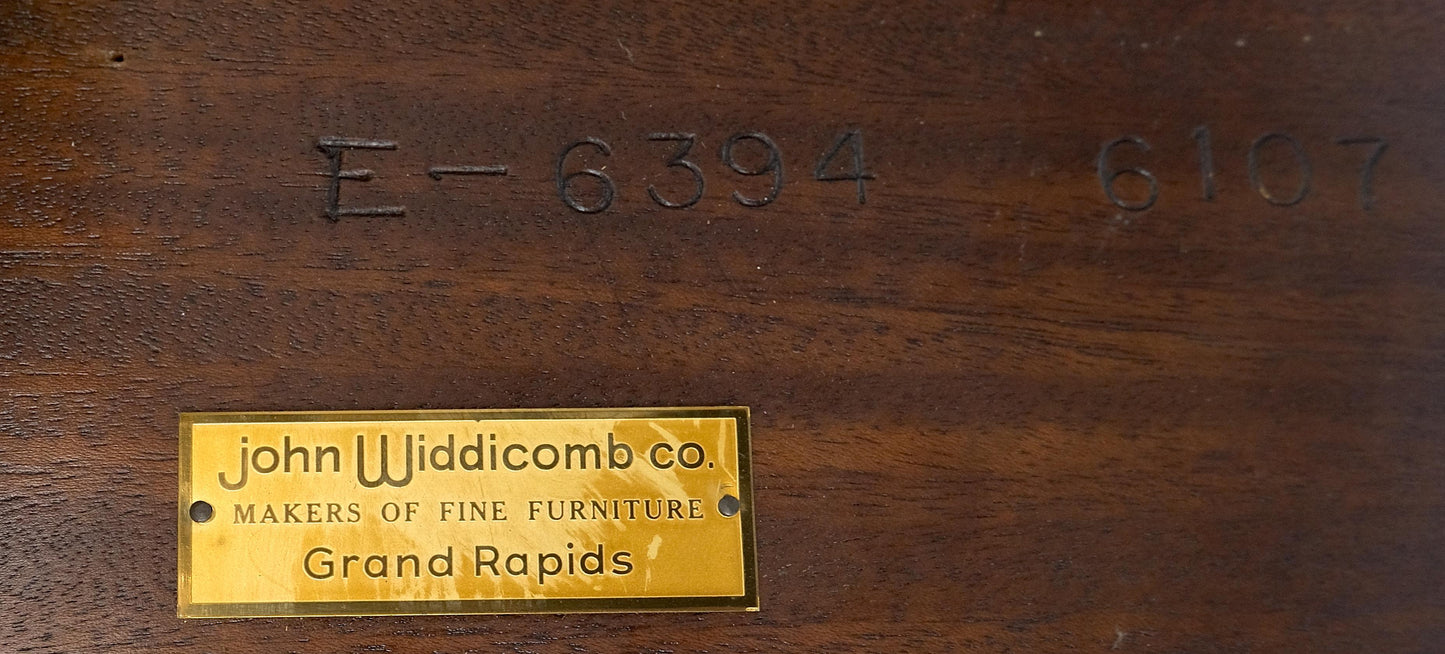 E-6394 6107
john Widdicomb co.
MAKERS OF FINE FURNITURE
Grand Rapids